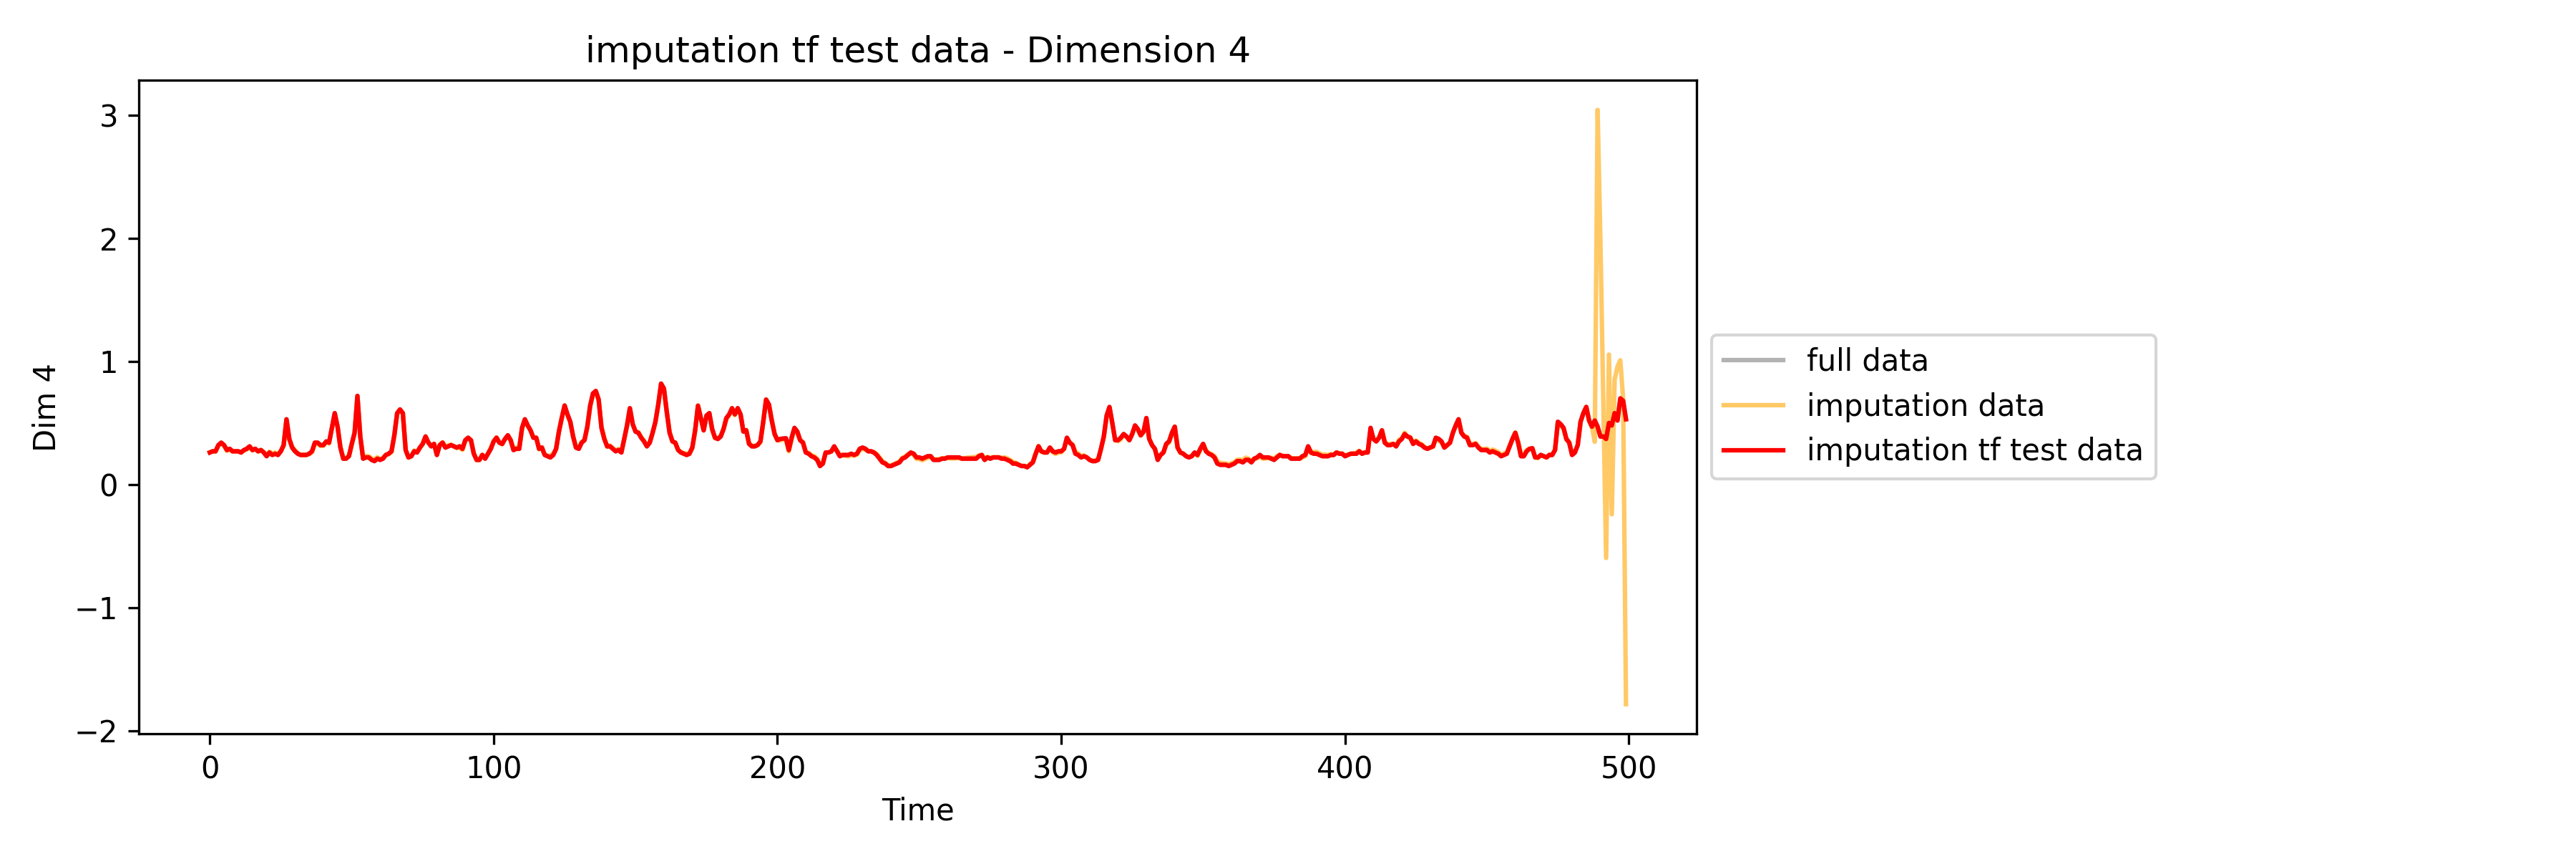 imputation tf test data - Dimension 4
3
2
1
0
−1
−2
Dim 4
0
100
200
300
400
500
Time
full data
imputation data
imputation tf test data